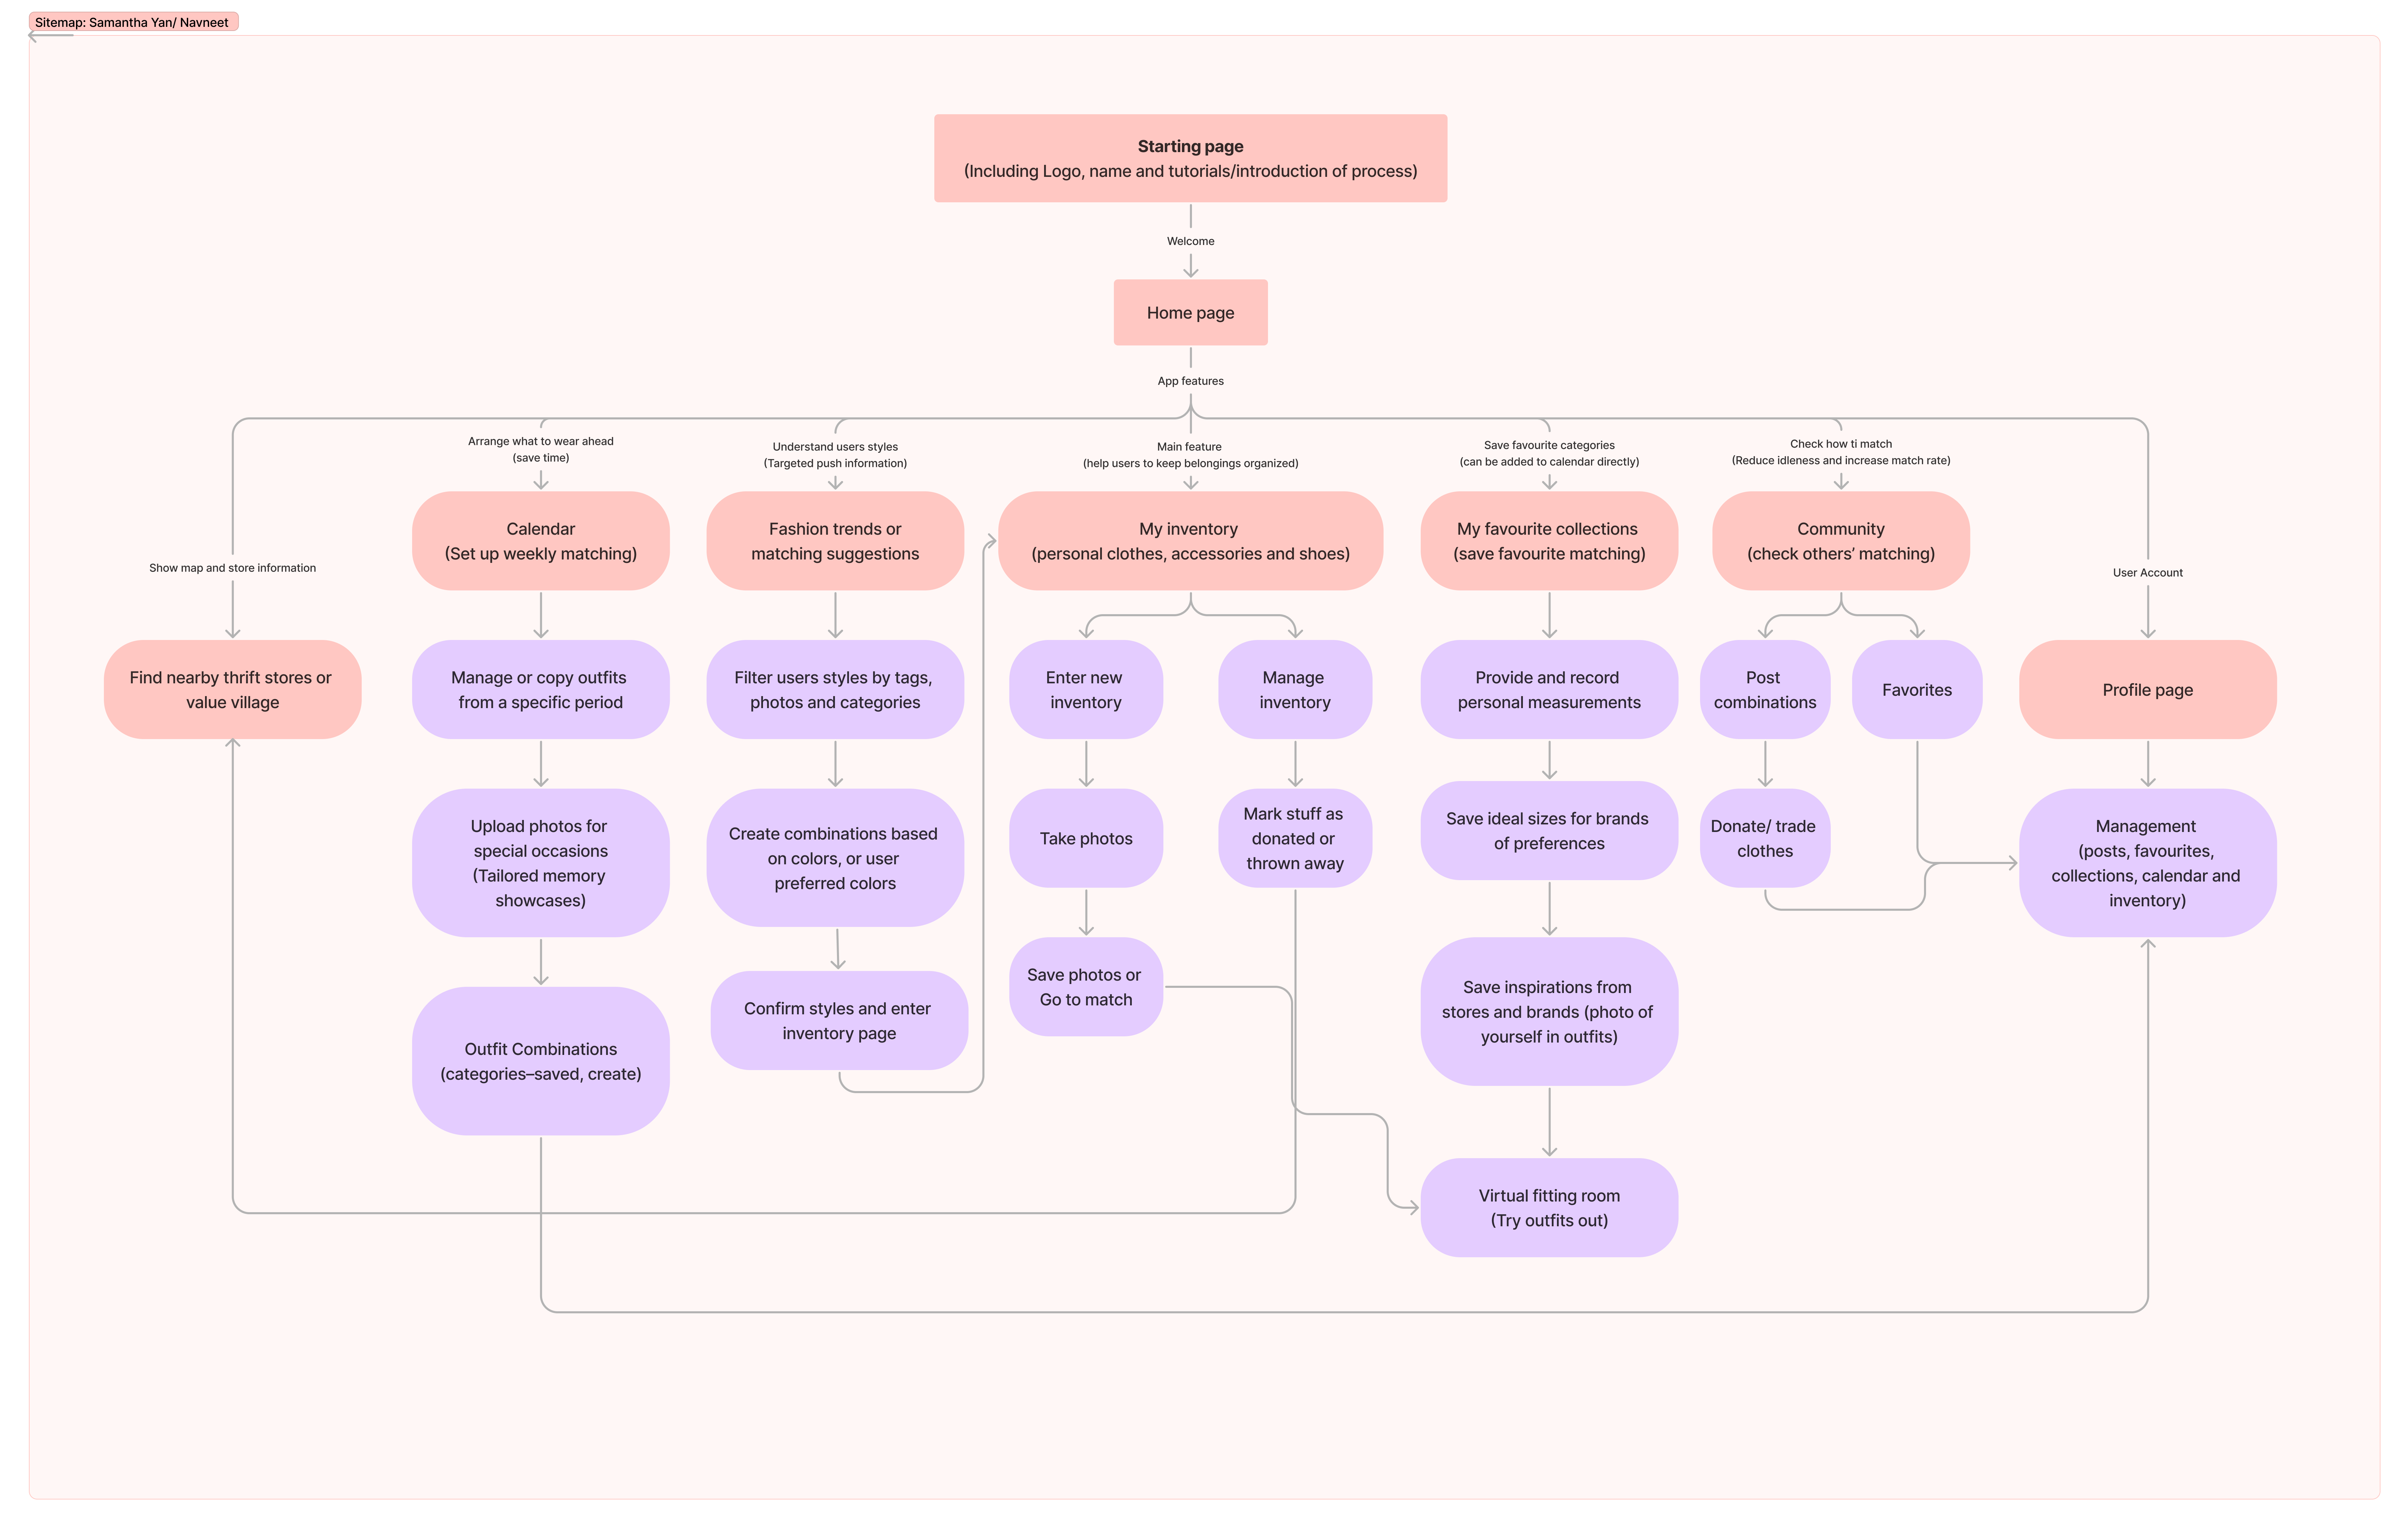 Sitemap: Samantha Yan/ Navneet
Starting page
(Including Logo, name and tutorials/introduction of process)
Welcome
Home page
App features
Show map and store information
Find nearby thrift stores or
value village
Arrange what to wear ahead
(save time)
Calendar
(Set up weekly matching)
Manage or copy outfits
from a specific period
Upload photos for
special occasions
(Tailored memory
showcases)
Outfit Combinations
(categories–saved, create)
Understand users styles
(Targeted push information)
Fashion trends or
matching suggestions
Filter users styles by tags,
photos and categories
Create combinations based
on colors, or user
preferred colors
Confirm styles and enter
inventory page
Main feature
(help users to keep belongings organized)
My inventory
(personal clothes, accessories and shoes)
Enter new
inventory
Take photos
Save photos or
Go to match
Manage
inventory
Mark stuff as
donated or
thrown away
Save favourite categories
(can be added to calendar directly)
My favourite collections
(save favourite matching)
Provide and record
personal measurements
Save ideal sizes for brands
of preferences
Save inspirations from
stores and brands (photo of
yourself in outfits)
Virtual fitting room
(Try outfits out)
Check how ti match
(Reduce idleness and increase match rate)
Community
(check others’ matching)
Post
combinations
Donate/ trade
clothes
Favorites
User Account
Profile page
Management
(posts, favourites,
collections, calendar and
inventory)